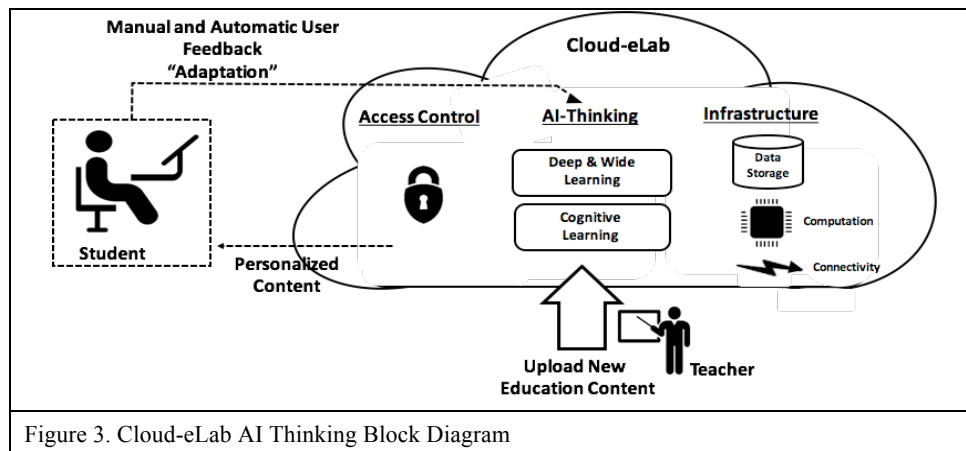 Manual and Automatic User
Feedback
“Adaptation”
Cloud-eLab
Access Control
AI-Thinking
Infrastructure
Deep & Wide
Learning
Cognitive
Learning
Data
Storage
Computation
Connectivity
Student
Personalized
Content
Upload New
Education Content
Teacher
Figure 3. Cloud-eLab AI Thinking Block Diagram